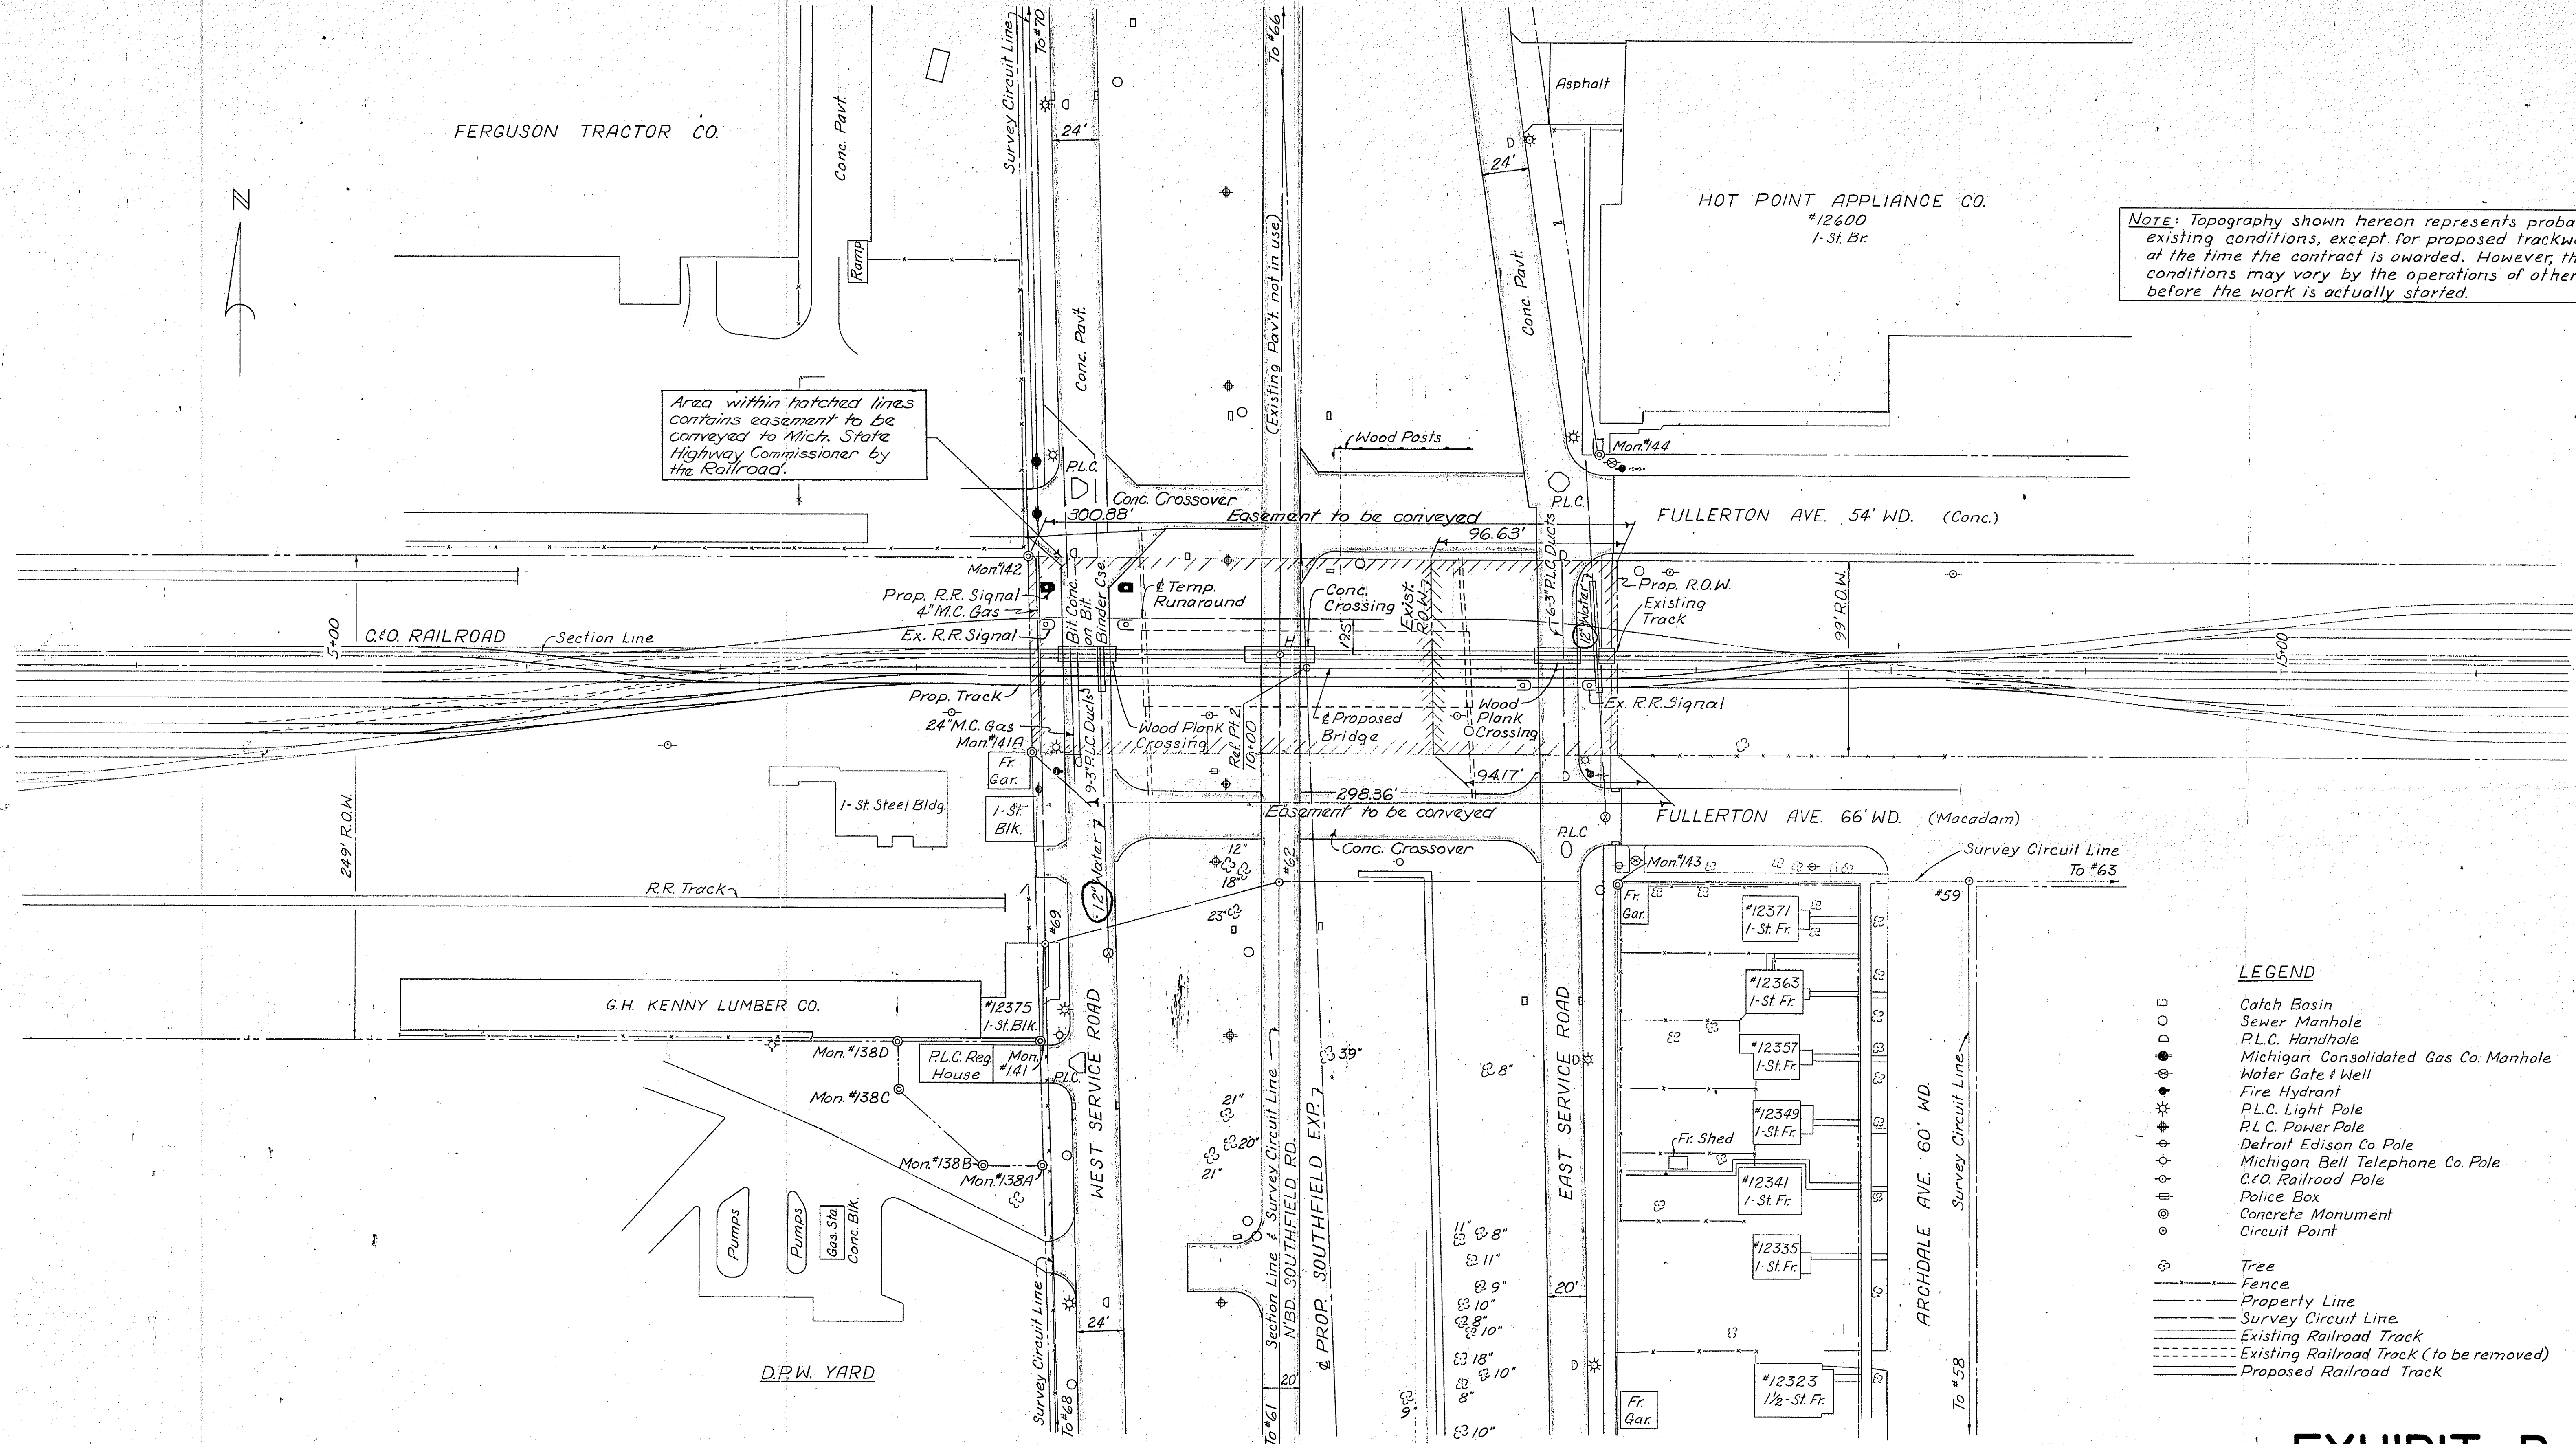 Survey Circuit Line
To #70
To #66
Asphalt
FERGUSON TRACTOR CO.
Conc. Pavt.
24'
D
24'
N
HOT POINT APPLIANCE CO.
#12600
1-St. Br.
NOTE: Topography shown hereon represents
existing conditions, except for proposed
at the time the contract is awarded. However,
conditions may vary by the operations of
before the work is actually started.
Ramp
Conc. Pavt.
(Existing Pav't. not in use)
Conc. Pavt.
Area within hatched lines
contains easement to be
conveyed to Mich. State
Highway Commissioner by
the Railroad.
Wood Posts
Mon.#144
P.L.C.
Conc. Crossover
P.L.C.
300.88'
Easement to be conveyed
FULLERTON AVE. 54' WD. (Conc.)
96.63'
Mon.#142
6-3" P.L.C. Ducts
D
Prop. R.R. Signal
4" M.C. Gas
Ex. R.R. Signal
Bit. Conc.
on Bit.
Binder Cse.
℄ Temp.
Runaround
Conc.
Crossing
Exist.
R.O.W.
19.5'
12" Water
Prop. R.O.W.
Existing
Track
99' R.O.W.
5+00
C.&O. RAILROAD
Section Line
H
15+00
Prop. Track
24" M.C. Gas
Mon.#141A
9-3" P.L.C. Ducts
Wood Plank
Crossing
Ref. Pt. 2
10+00
℄ Proposed
Bridge
Wood
Plank
Crossing
Ex. R.R. Signal
Fr.
Gar.
1-St. Steel Bldg.
1-St.
Blk.
94.17'
D
298.36'
Easement to be conveyed
FULLERTON AVE. 66' WD. (Macadam)
249' R.O.W.
12" Water
P.L.C.
Conc. Crossover
12"
18"
#62
Mon.#143
Survey Circuit Line
To #63
R.R. Track
#69
23"
Fr.
Gar.
#12371
1-St. Fr.
#59
G.H. KENNY LUMBER CO.
#12375
1-St. Blk.
#12363
1-St. Fr.
LEGEND
Catch Basin
Sewer Manhole
P.L.C. Handhole
Michigan Consolidated Gas Co. Manhole
Water Gate & Well
Fire Hydrant
P.L.C. Light Pole
P.L.C. Power Pole
Detroit Edison Co. Pole
Michigan Bell Telephone Co. Pole
C.&O. Railroad Pole
Police Box
Concrete Monument
Circuit Point
Tree
Fence
Property Line
Survey Circuit Line
Existing Railroad Track
Existing Railroad Track (to be removed)
Proposed Railroad Track
Mon.#138D
P.L.C. Reg.
House
Mon.
#141
P.L.C.
39"
8"
D
#12357
1-St. Fr.
Mon.#138C
21"
20"
21"
#12349
1-St. Fr.
Fr. Shed
Mon.#138B
Mon.#138A
#12341
1-St. Fr.
WEST SERVICE ROAD
Section Line & Survey Circuit Line
N'BD. SOUTHFIELD RD.
℄ PROP. SOUTHFIELD EXP.
EAST SERVICE ROAD
ARCHDALE AVE. 60' WD.
Survey Circuit Line
Pumps
Pumps
Gas. Sta.
Conc. Blk.
11"
8"
11"
9"
10"
8"
10"
18"
10"
8"
9"
10"
#12335
1-St. Fr.
20'
24'
20'
D
Survey Circuit Line
To #68
To #61
D.P.W. YARD
#12323
1½-St. Fr.
Fr.
Gar.
To #58
EXHIBIT